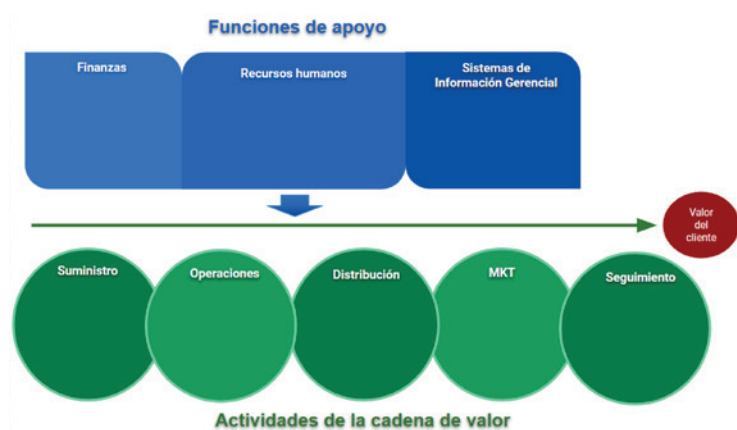 Funciones de apoyo
Finanzas
Recursos humanos
Sistemas de
Información Gerencial
Valor
del
cliente
Suministro
Operaciones
Distribución
MKT
Seguimiento
Actividades de la cadena de valor